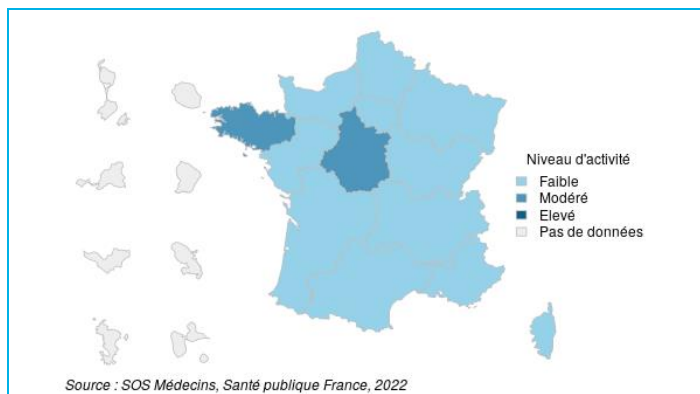 Niveau d'activité
Faible
Modéré
Elevé
Pas de données
Source : SOS Médecins, Santé publique France, 2022